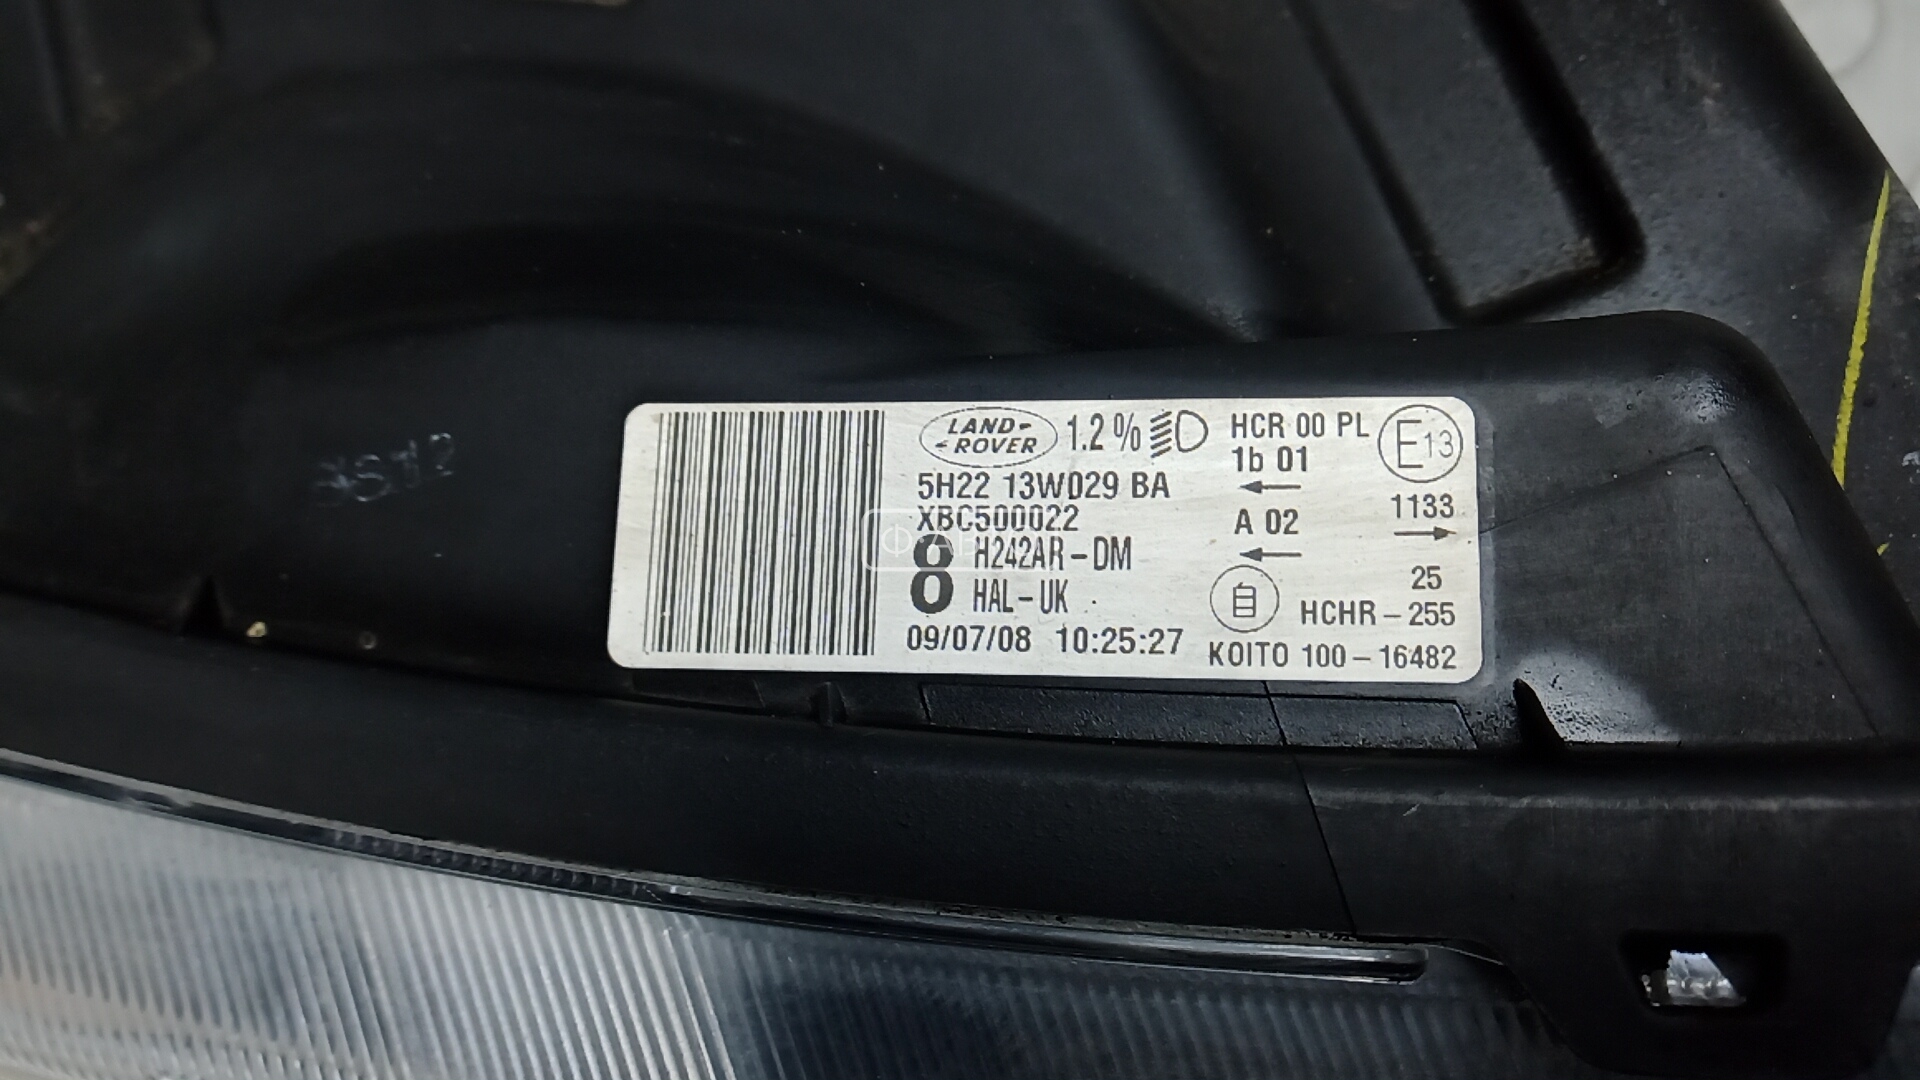 LAND-
ROVER
1.2%
5H22 13W029 BA
XBC500022
8 H242AR-DM
8 HAL-UK
09/07/08 10:25:27
HCR 00 PL
1b 01
E13
A 02
1133
25
HCHR-255
KOITO 100-16482